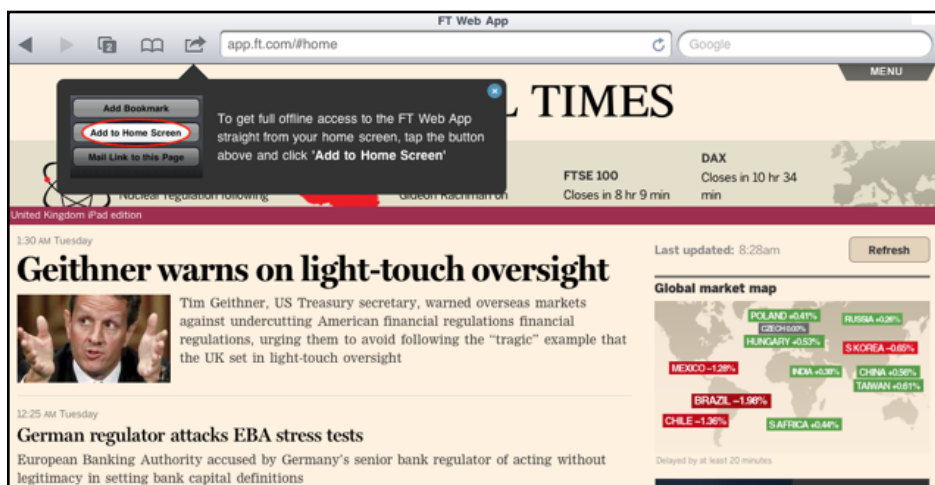 FT Web App
2
app.ft.com/#home
Google
MENU
L TIMES
Add Bookmark
Add to Home Screen
Mail Link to this Page
To get full offline access to the FT Web App
straight from your home screen, tap the button
above and click 'Add to Home Screen'
Nuclear regulation following
Gideon Rachman on
FTSE 100
Closes in 8 hr 9 min
DAX
Closes in 10 hr 34
min
United Kingdom iPad edition
1:30 AM Tuesday
Geithner warns on light-touch oversight
Tim Geithner, US Treasury secretary, warned overseas markets
against undercutting American financial regulations financial
regulations, urging them to avoid following the “tragic” example that
the UK set in light-touch oversight
12:25 AM Tuesday
German regulator attacks EBA stress tests
European Banking Authority accused by Germany's senior bank regulator of acting without
legitimacy in setting bank capital definitions
Last updated: 8:28am
Refresh
Global market map
POLAND +0.41%
CZECH 0.00%
HUNGARY +0.53%
RUSSIA +0.26%
S KOREA -0.65%
MEXICO -1.28%
INDIA +0.38%
CHINA +0.56%
TAIWAN +0.61%
BRAZIL -1.98%
CHILE -1.36%
S AFRICA +0.44%
Delayed by at least 20 minutes